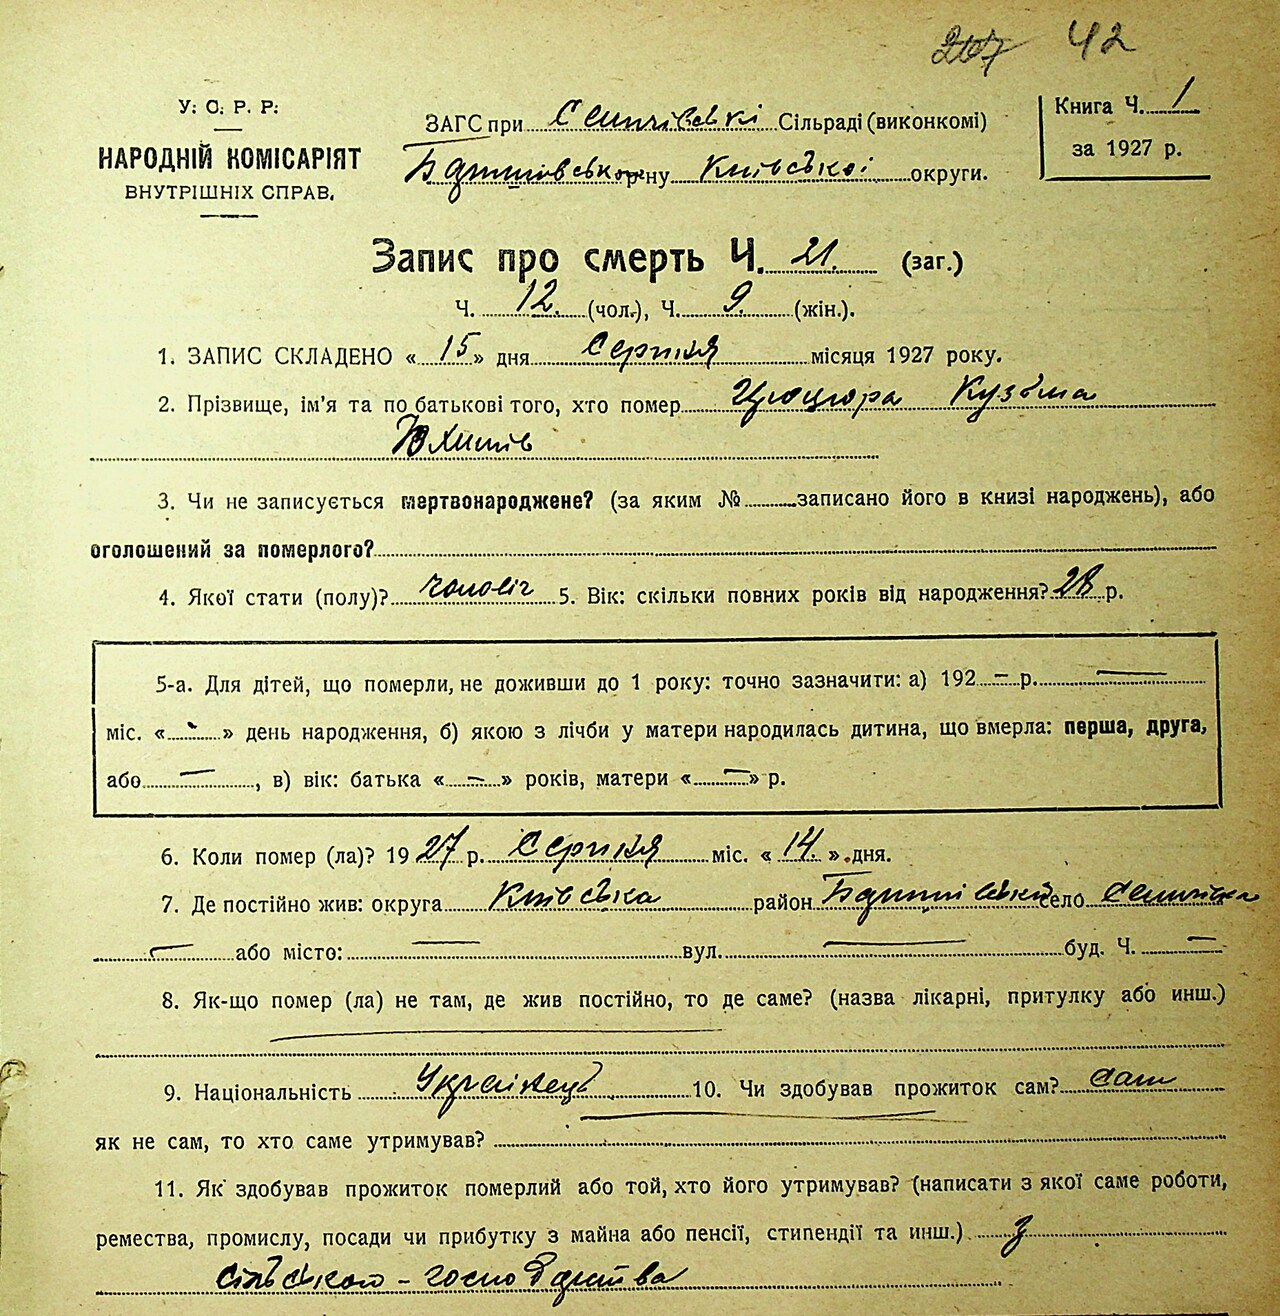 207 42
У. С. Р. Р.
НАРОДНІЙ КОМІСАРІЯТ
ВНУТРІШНІХ СПРАВ.
ЗАГС при Сільраді (виконкомі)
ну Київської округи.
Книга Ч. 1
за 1927 р.
Запис про смерть Ч. 21. (заг.)
Ч. 12. (чол.), Ч. 9. (жін.).
1. ЗАПИС СКЛАДЕНО « 15 » дня Серпня місяця 1927 року.
2. Прізвище, ім'я та по батькові того, хто помер Цюцюра Кузьма
Юхимів
3. Чи не записується мертвонароджене? (за яким № записано його в книзі народжень), або
оголошений за померлого?
4. Якої стати (полу)? чоловіч 5. Вік: скільки повних років від народження? 28 р.
5-а. Для дітей, що померли, не доживши до 1 року: точно зазначити: а) 192 – р. —
міс. « – » день народження, б) якою з лічби у матери народилась дитина, що вмерла: перша, друга,
або —, в) вік: батька « – » років, матери « – » р.
6. Коли помер (ла)? 19 27 р. Серпня міс. « 14. » дня.
7. Де постійно жив: округа Київська район село
— або місто: — вул. — буд. Ч. —
8. Як-що помер (ла) не там, де жив постійно, то де саме? (назва лікарні, притулку або инш.)
9. Національність Українець 10. Чи здобував прожиток сам? сам
як не сам, то хто саме утримував?
11. Як здобував прожиток померлий або той, хто його утримував? (написати з якої саме роботи,
ремества, промислу, посади чи прибутку з майна або пенсії, стипендії та инш.) з
сільського-господарства